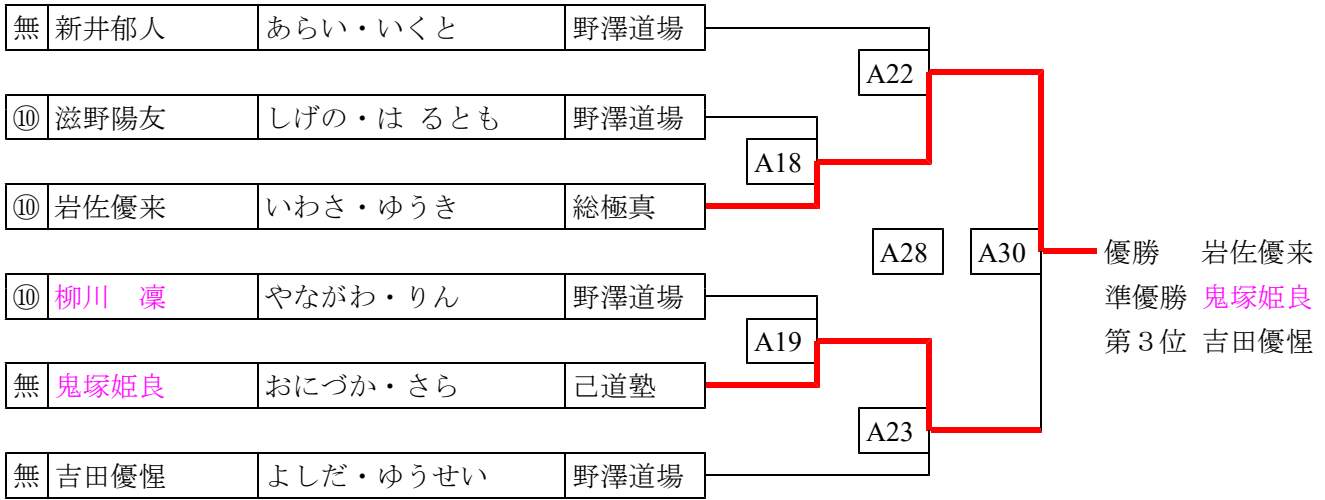 無 新井郁人 あらい・いくと 野澤道場
A22
⑩ 滋野陽友 しげの・は るとも 野澤道場
A18
⑩ 岩佐優来 いわさ・ゆうき 総極真
A28 A30 優勝 岩佐優来
⑩ 柳川 凜 やながわ・りん 野澤道場 準優勝 鬼塚姫良
A19 第３位 吉田優惺
無 鬼塚姫良 おにづか・さら 己道塾
A23
無 吉田優惺 よしだ・ゆうせい 野澤道場